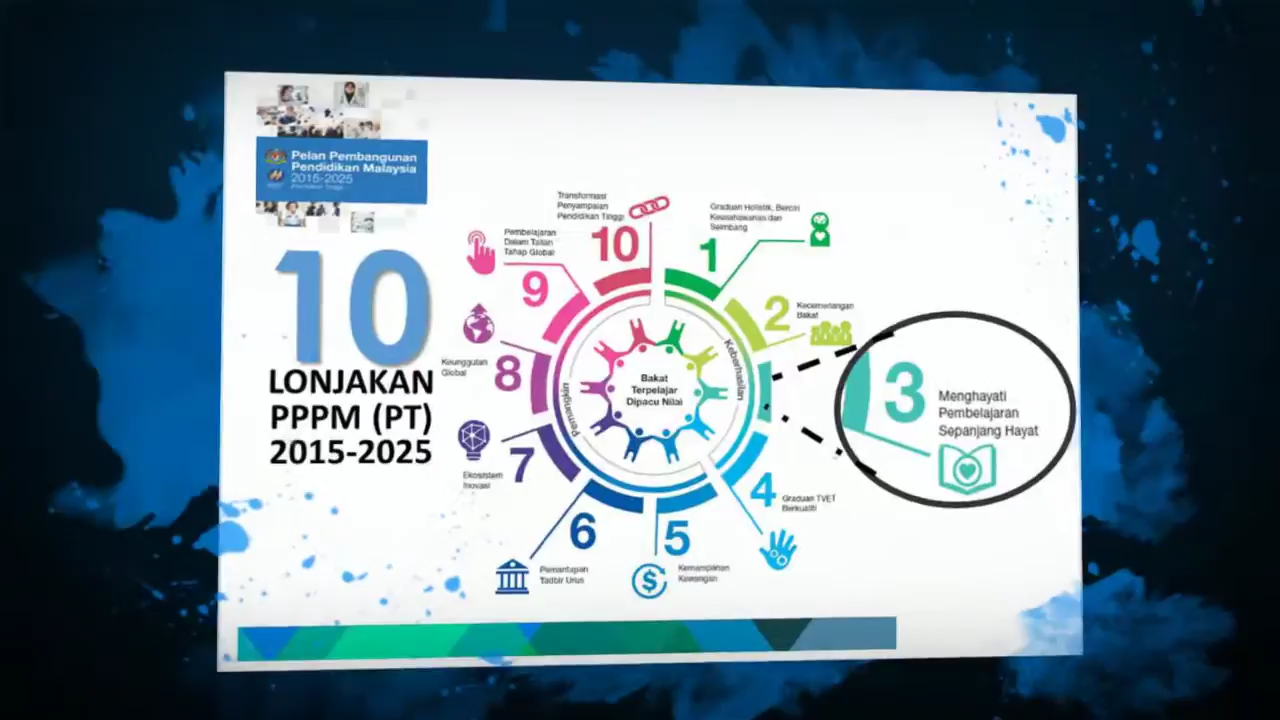 Pelan Pembangunan
Pendidikan Malaysia
2015-2025
10
LONJAKAN
PPPM (PT)
2015-2025
1
Graduan Holistik, Berciri
Keusahawanan dan
Seimbang
2
Kecemerlangan
Bakat
3
Menghayati
Pembelajaran
Sepanjang Hayat
4
Graduan TVET
Berkualiti
5
Kemampanan
Kewangan
6
Pemantapan
Tadbir Urus
7
Ekosistem
Inovasi
8
Keunggulan
Global
9
Pembelajaran
Dalam Talian
Tahap Global
10
Transformasi
Penyampaian
Pendidikan Tinggi
Keberhasilan
Pemangkin
Bakat
Terpelajar
Dipacu Nilai